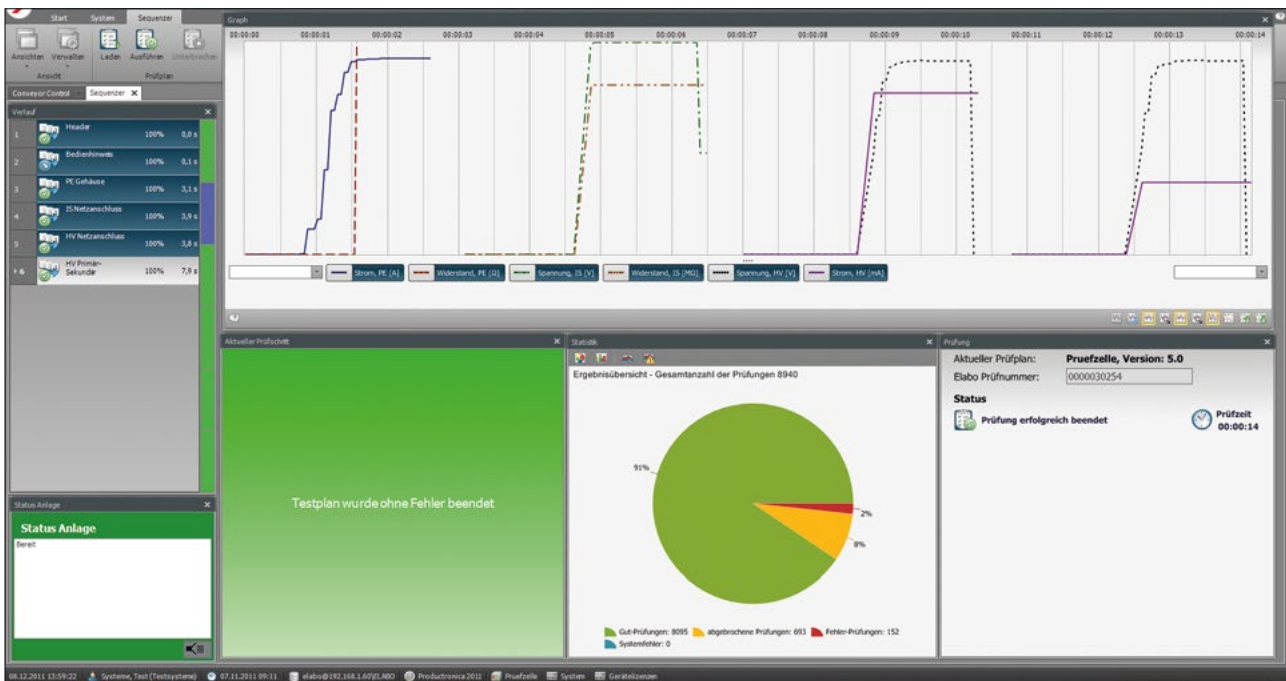 Start System Sequenzer
Ansichten Verwalten Laden Ausführen Unterbrechen
Ansicht Prüfplan
Conveyor Control Sequenzer
Verlauf
1 Header 100% 0,0 s
2 Bedienhinweis 100% 0,1 s
3 PE Gehäuse 100% 3,1 s
4 IS Netzanschluss 100% 3,9 s
5 HV Netzanschluss 100% 3,8 s
6 HV Primär-
Sekundär 100% 7,9 s
Graph
00:00:00 00:00:01 00:00:02 00:00:03 00:00:04 00:00:05 00:00:06 00:00:07 00:00:08 00:00:09 00:00:10 00:00:11 00:00:12 00:00:13 00:00:14
Strom, PE [A] Widerstand, PE [Ω] Spannung, IS [V] Widerstand, IS [MΩ] Spannung, HV [V] Strom, HV [mA]
Status Anlage
Status Anlage
Bereit
Aktueller Prüfschritt
Testplan wurde ohne Fehler beendet
Statistik
Ergebnisübersicht - Gesamtanzahl der Prüfungen 8940
91%
2%
8%
Gut-Prüfungen: 8095 abgebrochene Prüfungen: 693 Fehler-Prüfungen: 152
Systemfehler: 0
Prüfung
Aktueller Prüfplan: Pruefzelle, Version: 5.0
Elabo Prüfnummer: 0000030254
Status
Prüfung erfolgreich beendet
Prüfzeit
00:00:14
08.12.2011 13:59:22 Systeme, Test (Testsysteme) 07.11.2011 09:11 elabo@192.168.1.60\ELABO Productronica 2011 Pruefzelle System Gerätelizenzen